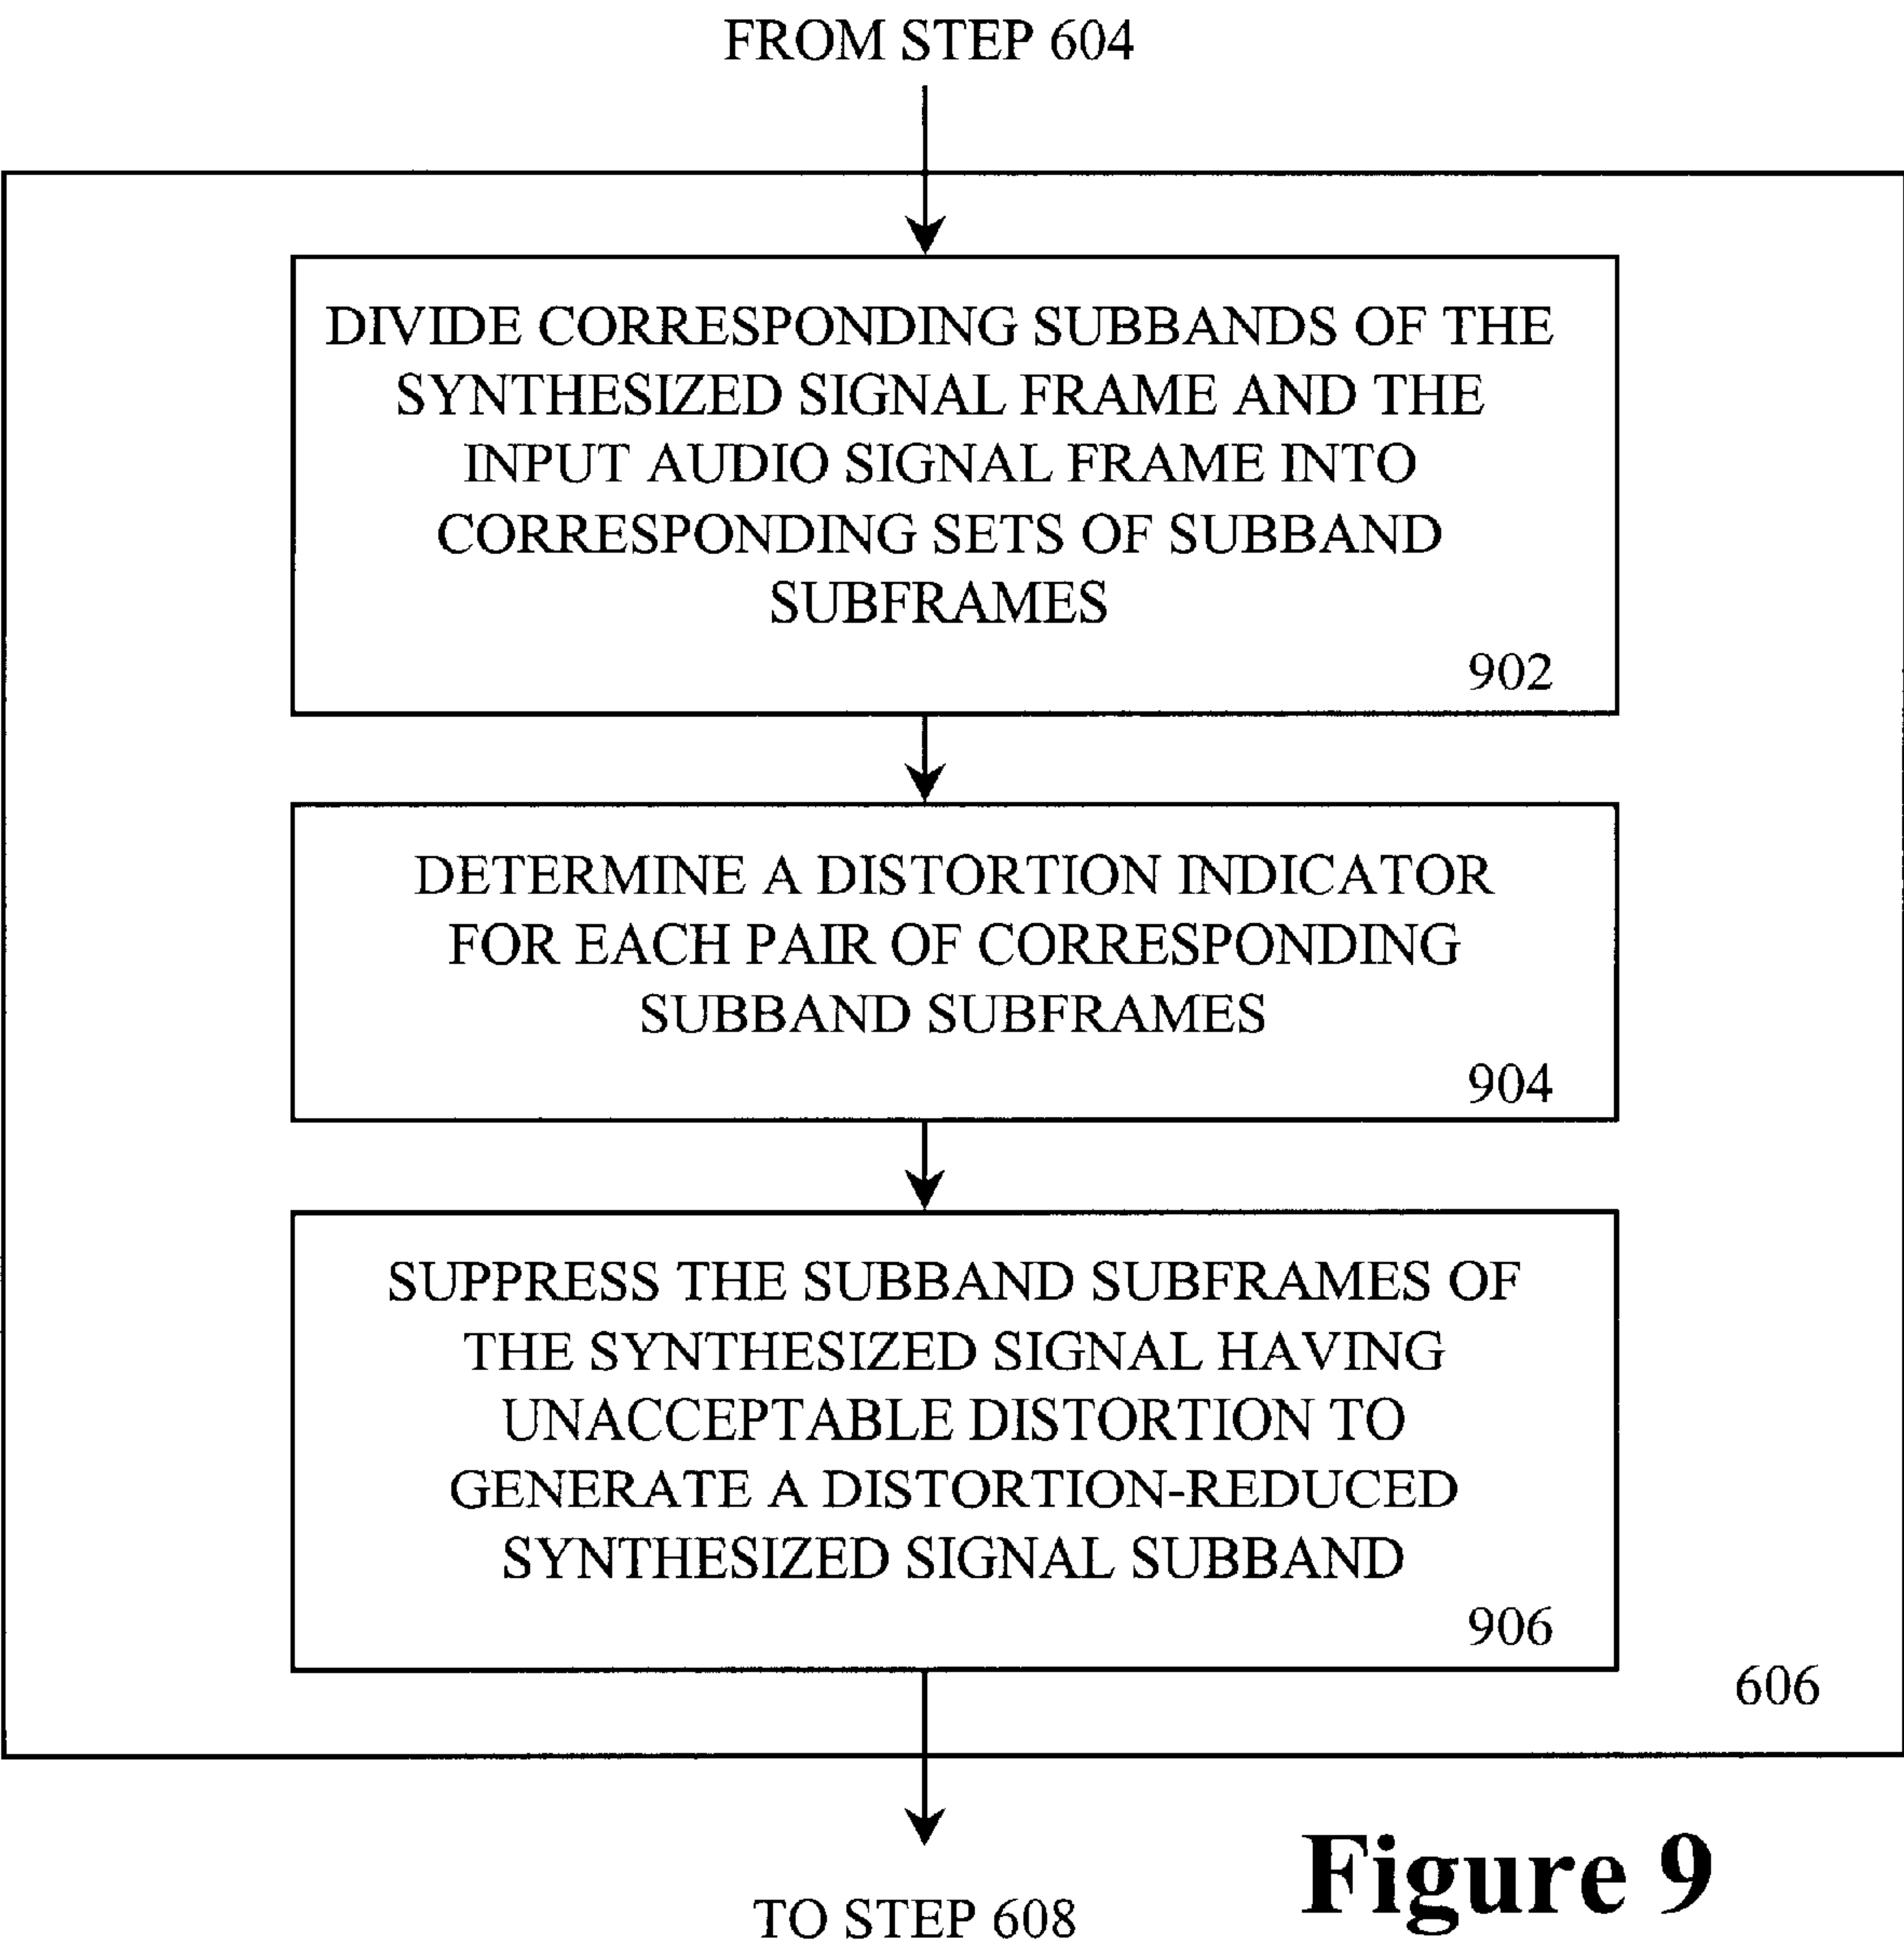 FROM STEP 604
DIVIDE CORRESPONDING SUBBANDS OF THE
SYNTHESIZED SIGNAL FRAME AND THE
INPUT AUDIO SIGNAL FRAME INTO
CORRESPONDING SETS OF SUBBAND
SUBFRAMES
902
DETERMINE A DISTORTION INDICATOR
FOR EACH PAIR OF CORRESPONDING
SUBBAND SUBFRAMES
904
SUPPRESS THE SUBBAND SUBFRAMES OF
THE SYNTHESIZED SIGNAL HAVING
UNACCEPTABLE DISTORTION TO
GENERATE A DISTORTION-REDUCED
SYNTHESIZED SIGNAL SUBBAND
906
606
TO STEP 608
Figure 9